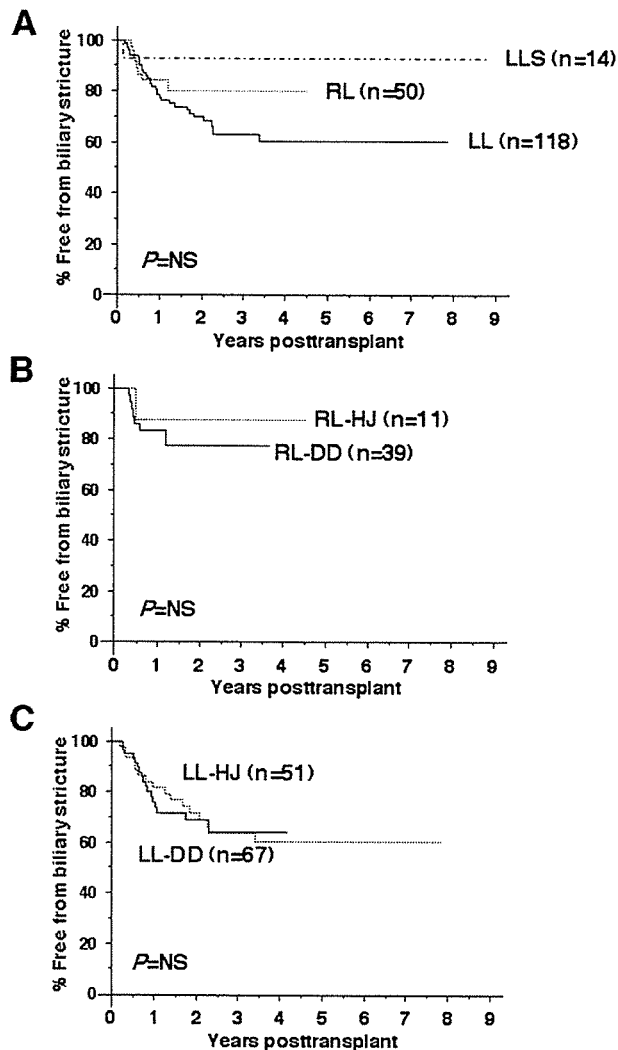 A
% Free from biliary stricture
100
80
60
40
20
0
LLS (n=14)
RL (n=50)
LL (n=118)
P=NS
0 1 2 3 4 5 6 7 8 9
Years posttransplant
B
% Free from biliary stricture
100
80
60
40
20
0
RL-HJ (n=11)
RL-DD (n=39)
P=NS
0 1 2 3 4 5 6 7 8 9
Years posttransplant
C
% Free from biliary stricture
100
80
60
40
20
0
LL-HJ (n=51)
LL-DD (n=67)
P=NS
0 1 2 3 4 5 6 7 8 9
Years posttransplant